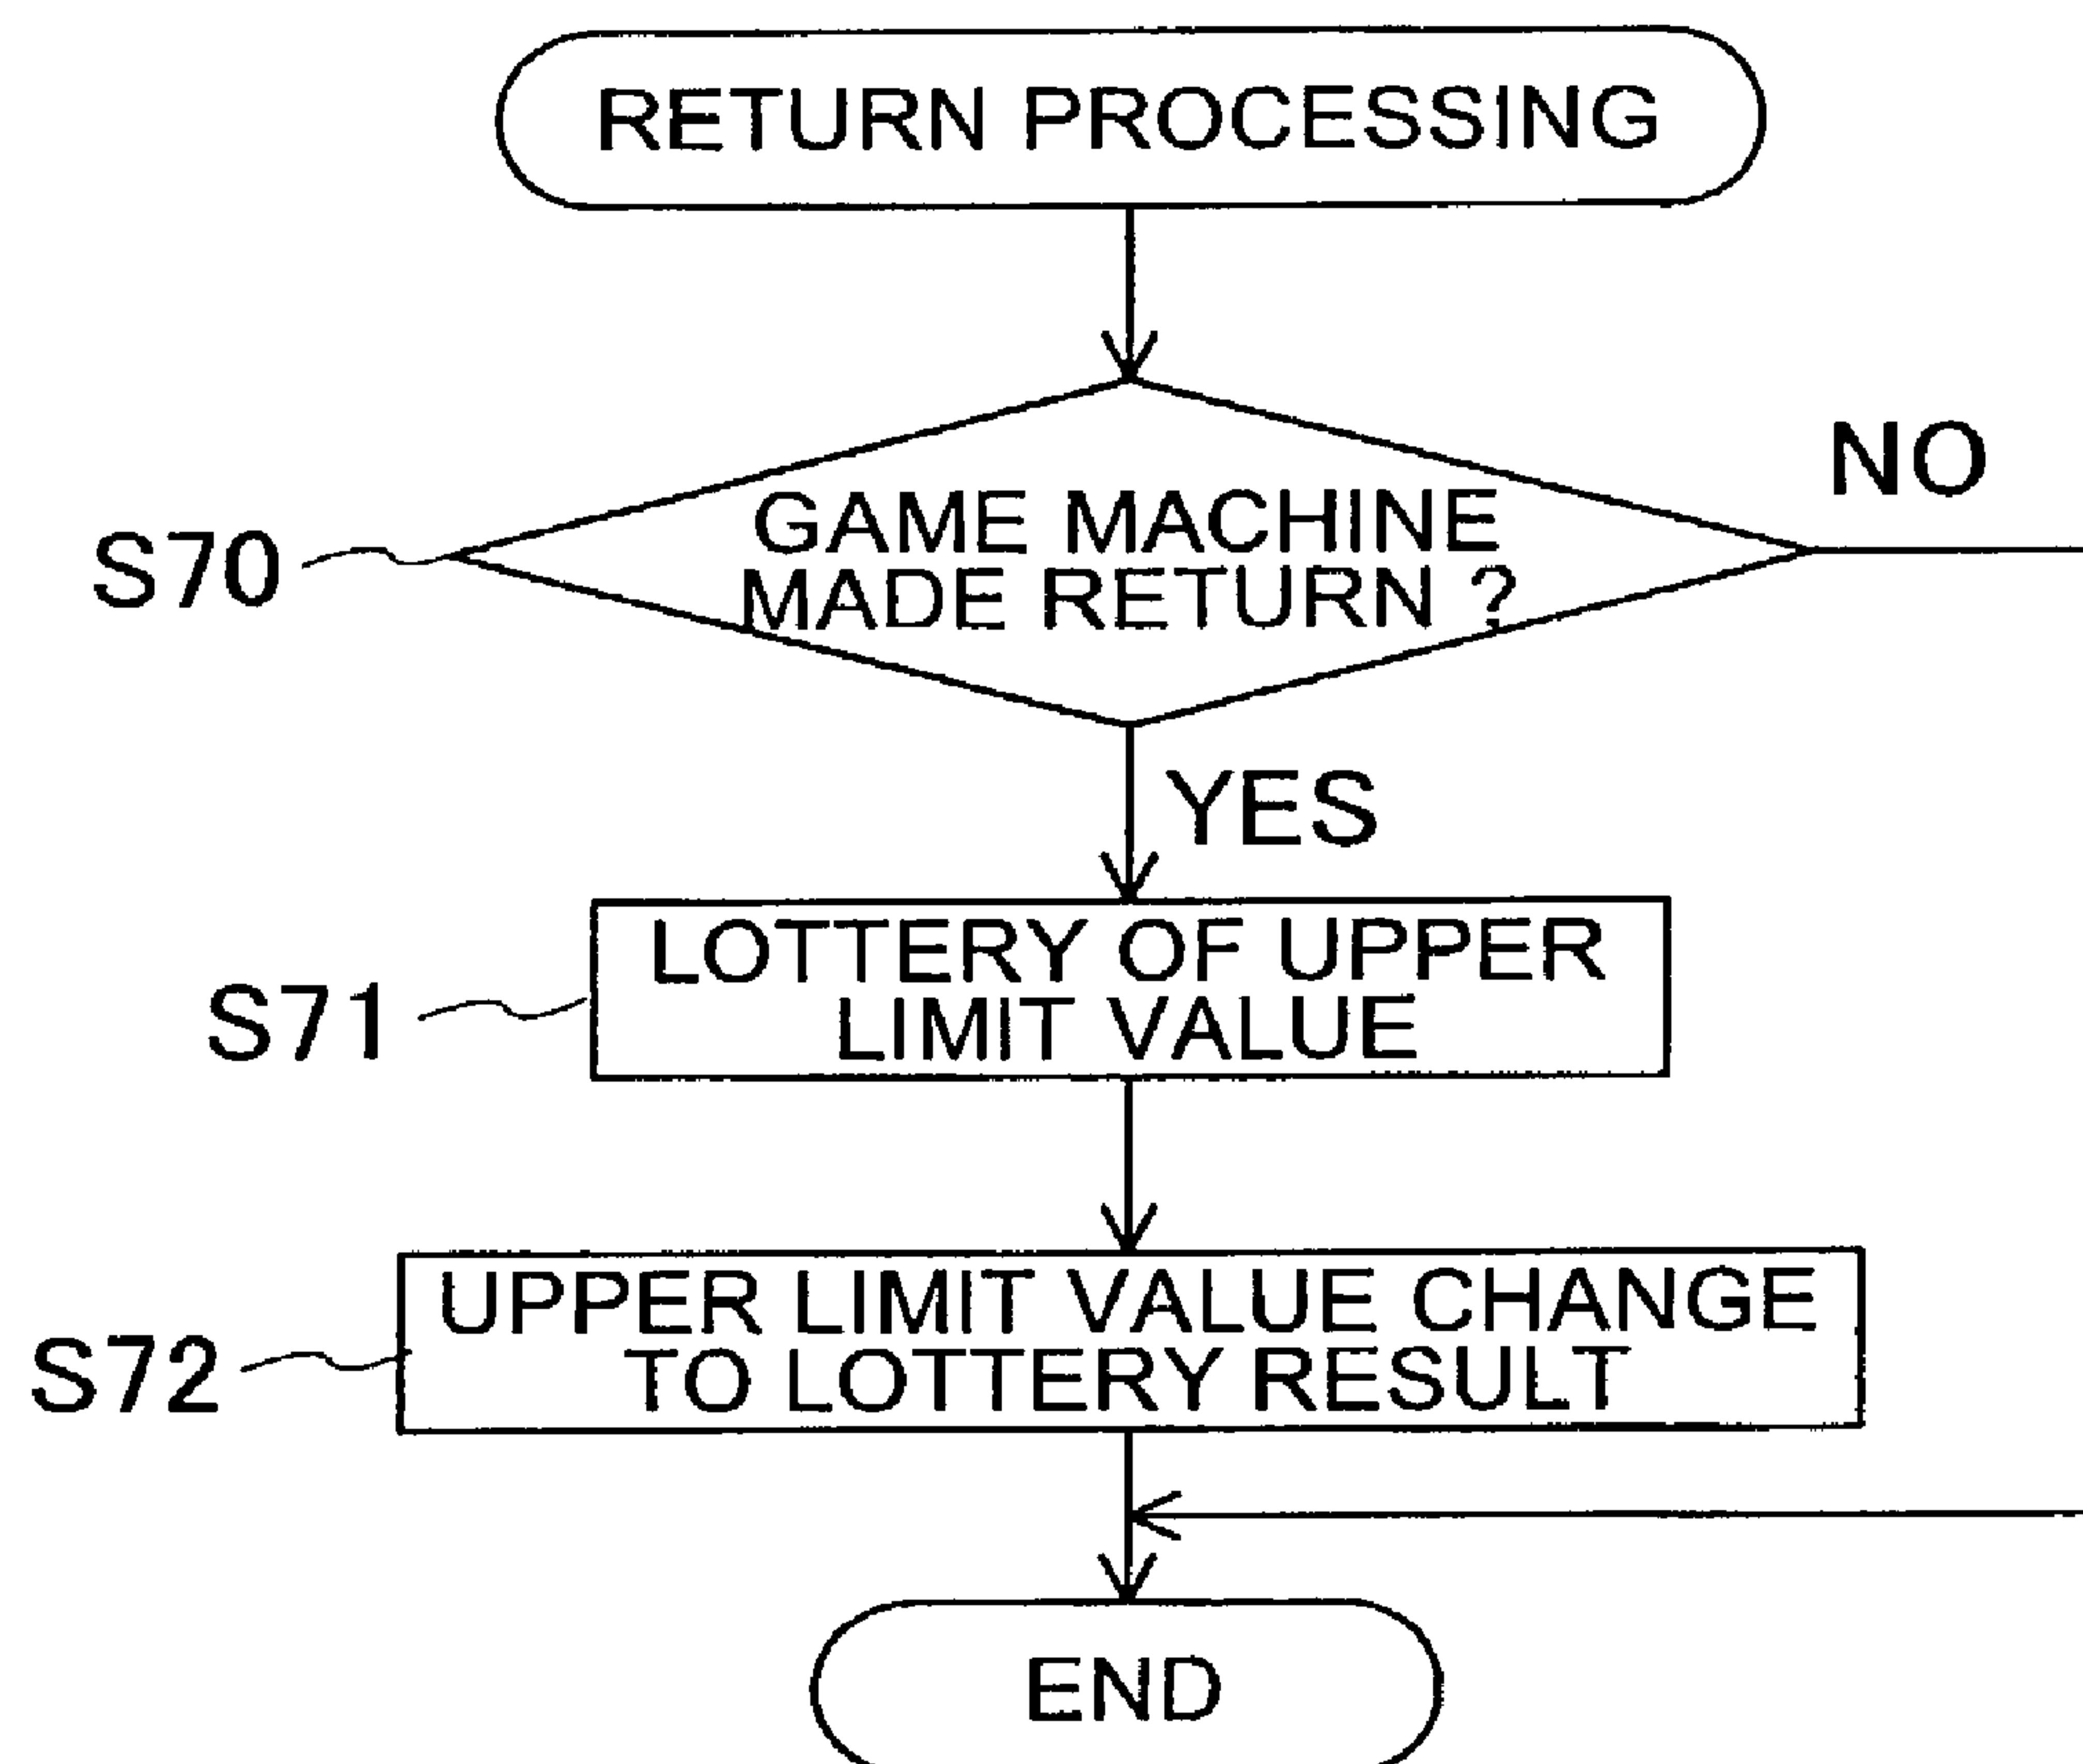 RETURN PROCESSING
NO
GAME MACHINE
MADE RETURN ?
S70
YES
LOTTERY OF UPPER
LIMIT VALUE
S71
UPPER LIMIT VALUE CHANGE
TO LOTTERY RESULT
S72
END